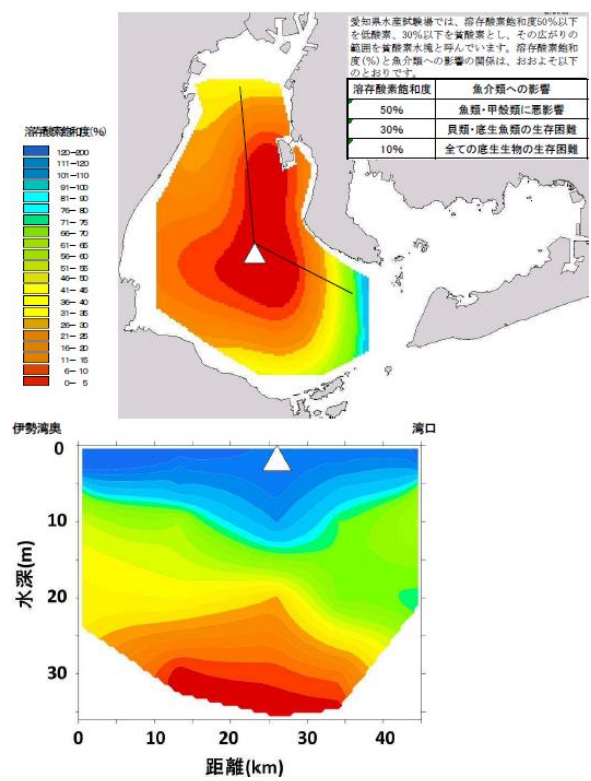 愛知県水産試験場では、溶存酸素飽和度50%以下
を低酸素、30%以下を貧酸素とし、その広がりの
範囲を貧酸素水塊と呼んでいます。溶存酸素飽和
度(%)と魚介類への影響の関係は、おおよそ以下
のとおりです。
溶存酸素飽和度 魚介類への影響
50% 魚類・甲殻類に悪影響
30% 貝類・底生魚類の生存困難
10% 全ての底生生物の生存困難
溶存酸素飽和度(%)
120-200
111-120
101-110
91-100
81-90
76-80
71-75
66-70
61-65
56-60
51-55
46-50
41-45
36-40
31-35
26-30
21-25
16-20
11-15
6-10
0-5
伊勢湾奥
湾口
0
10
20
30
水深(m)
0
10
20
30
40
距離(km)